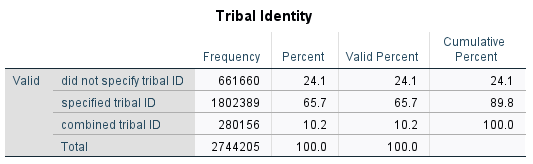 Tribal Identity
Frequency Percent Valid Percent Cumulative Percent
Valid did not specify tribal ID 661660 24.1 24.1 24.1
specified tribal ID 1802389 65.7 65.7 89.8
combined tribal ID 280156 10.2 10.2 100.0
Total 2744205 100.0 100.0